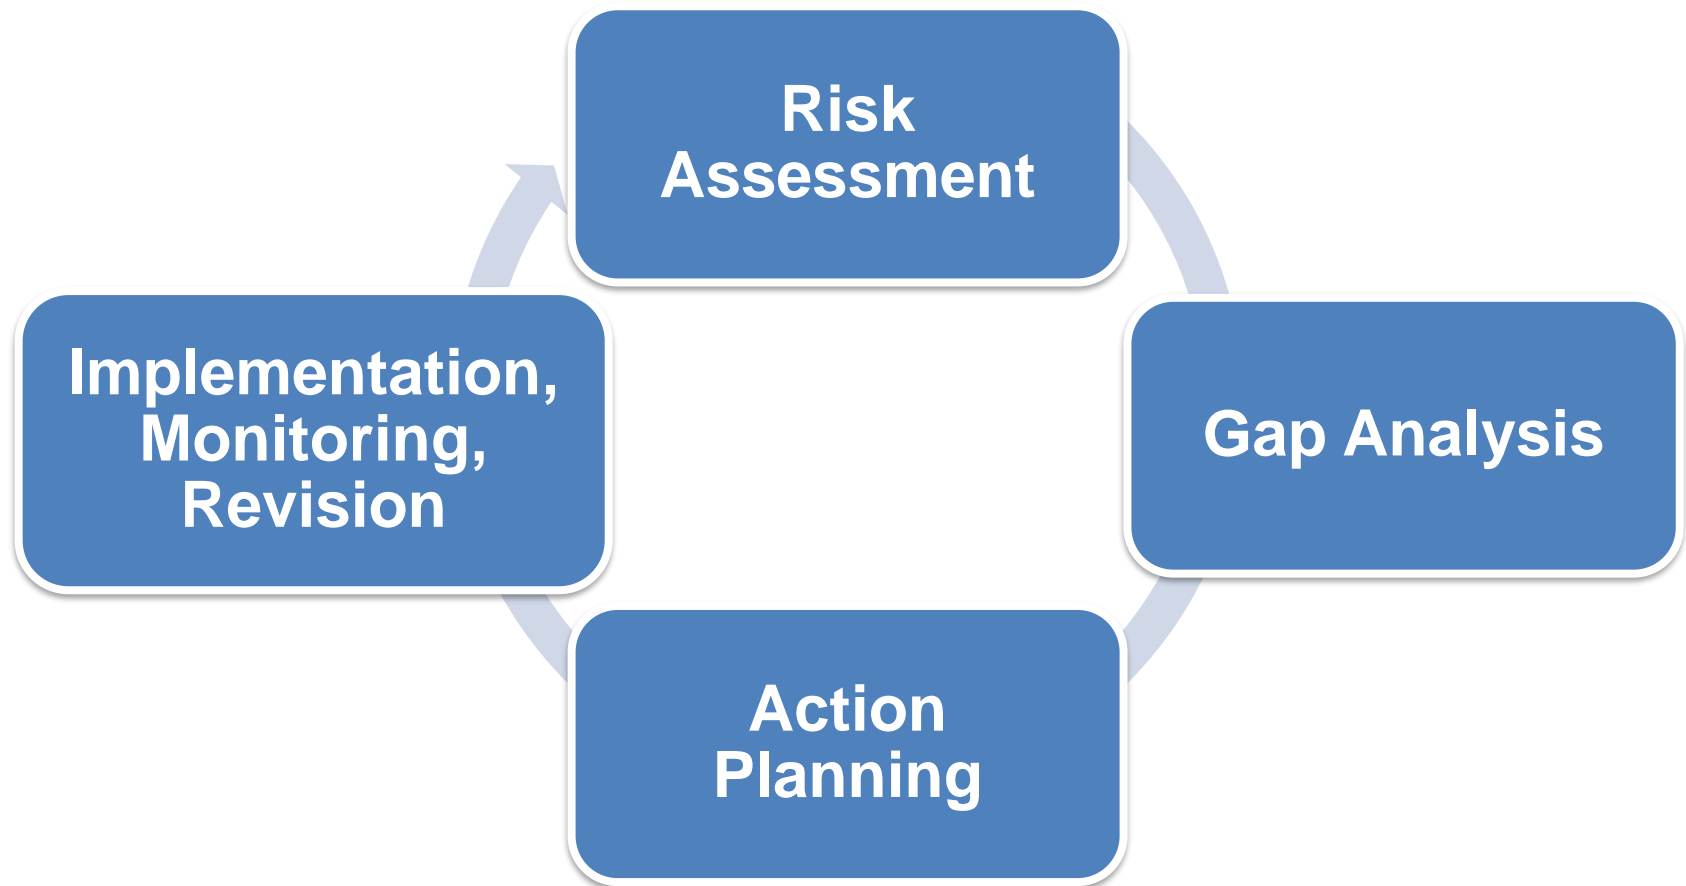 Risk
Assessment
Implementation,
Monitoring,
Revision
Gap Analysis
Action
Planning